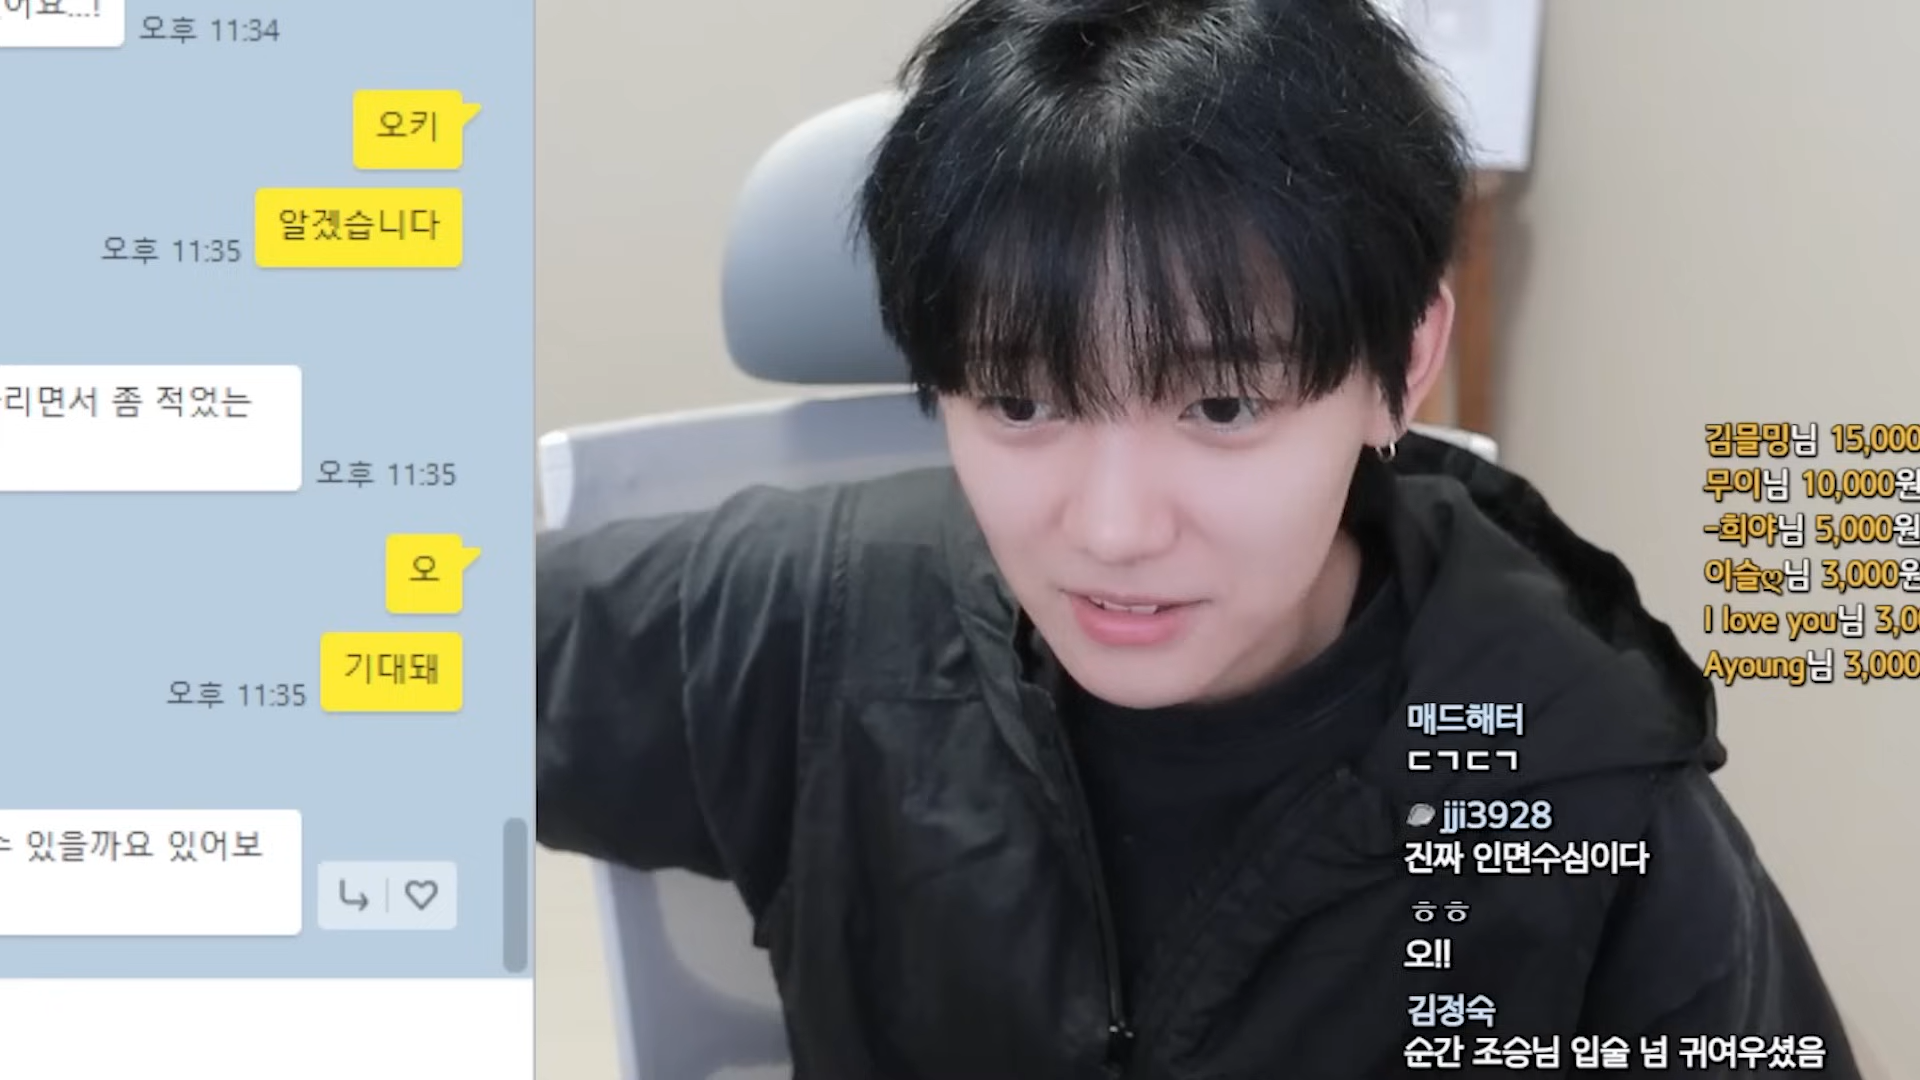 오후 11:34
오키
알겠습니다
오후 11:35
리면서 좀 적었는
오후 11:35
오
기대돼
오후 11:35
있을까요 있어보
김믈밍님 15,000
무이님 10,000원
-희야님 5,000원
이슬ღ님 3,000원
I love you님 3,0
Ayoung님 3,000
매드해터
ㄷㄱㄷㄱ
jji3928
진짜 인면수심이다
ㅎㅎ
오!!
김정숙
순간 조승님 입술 넘 귀여우셨음